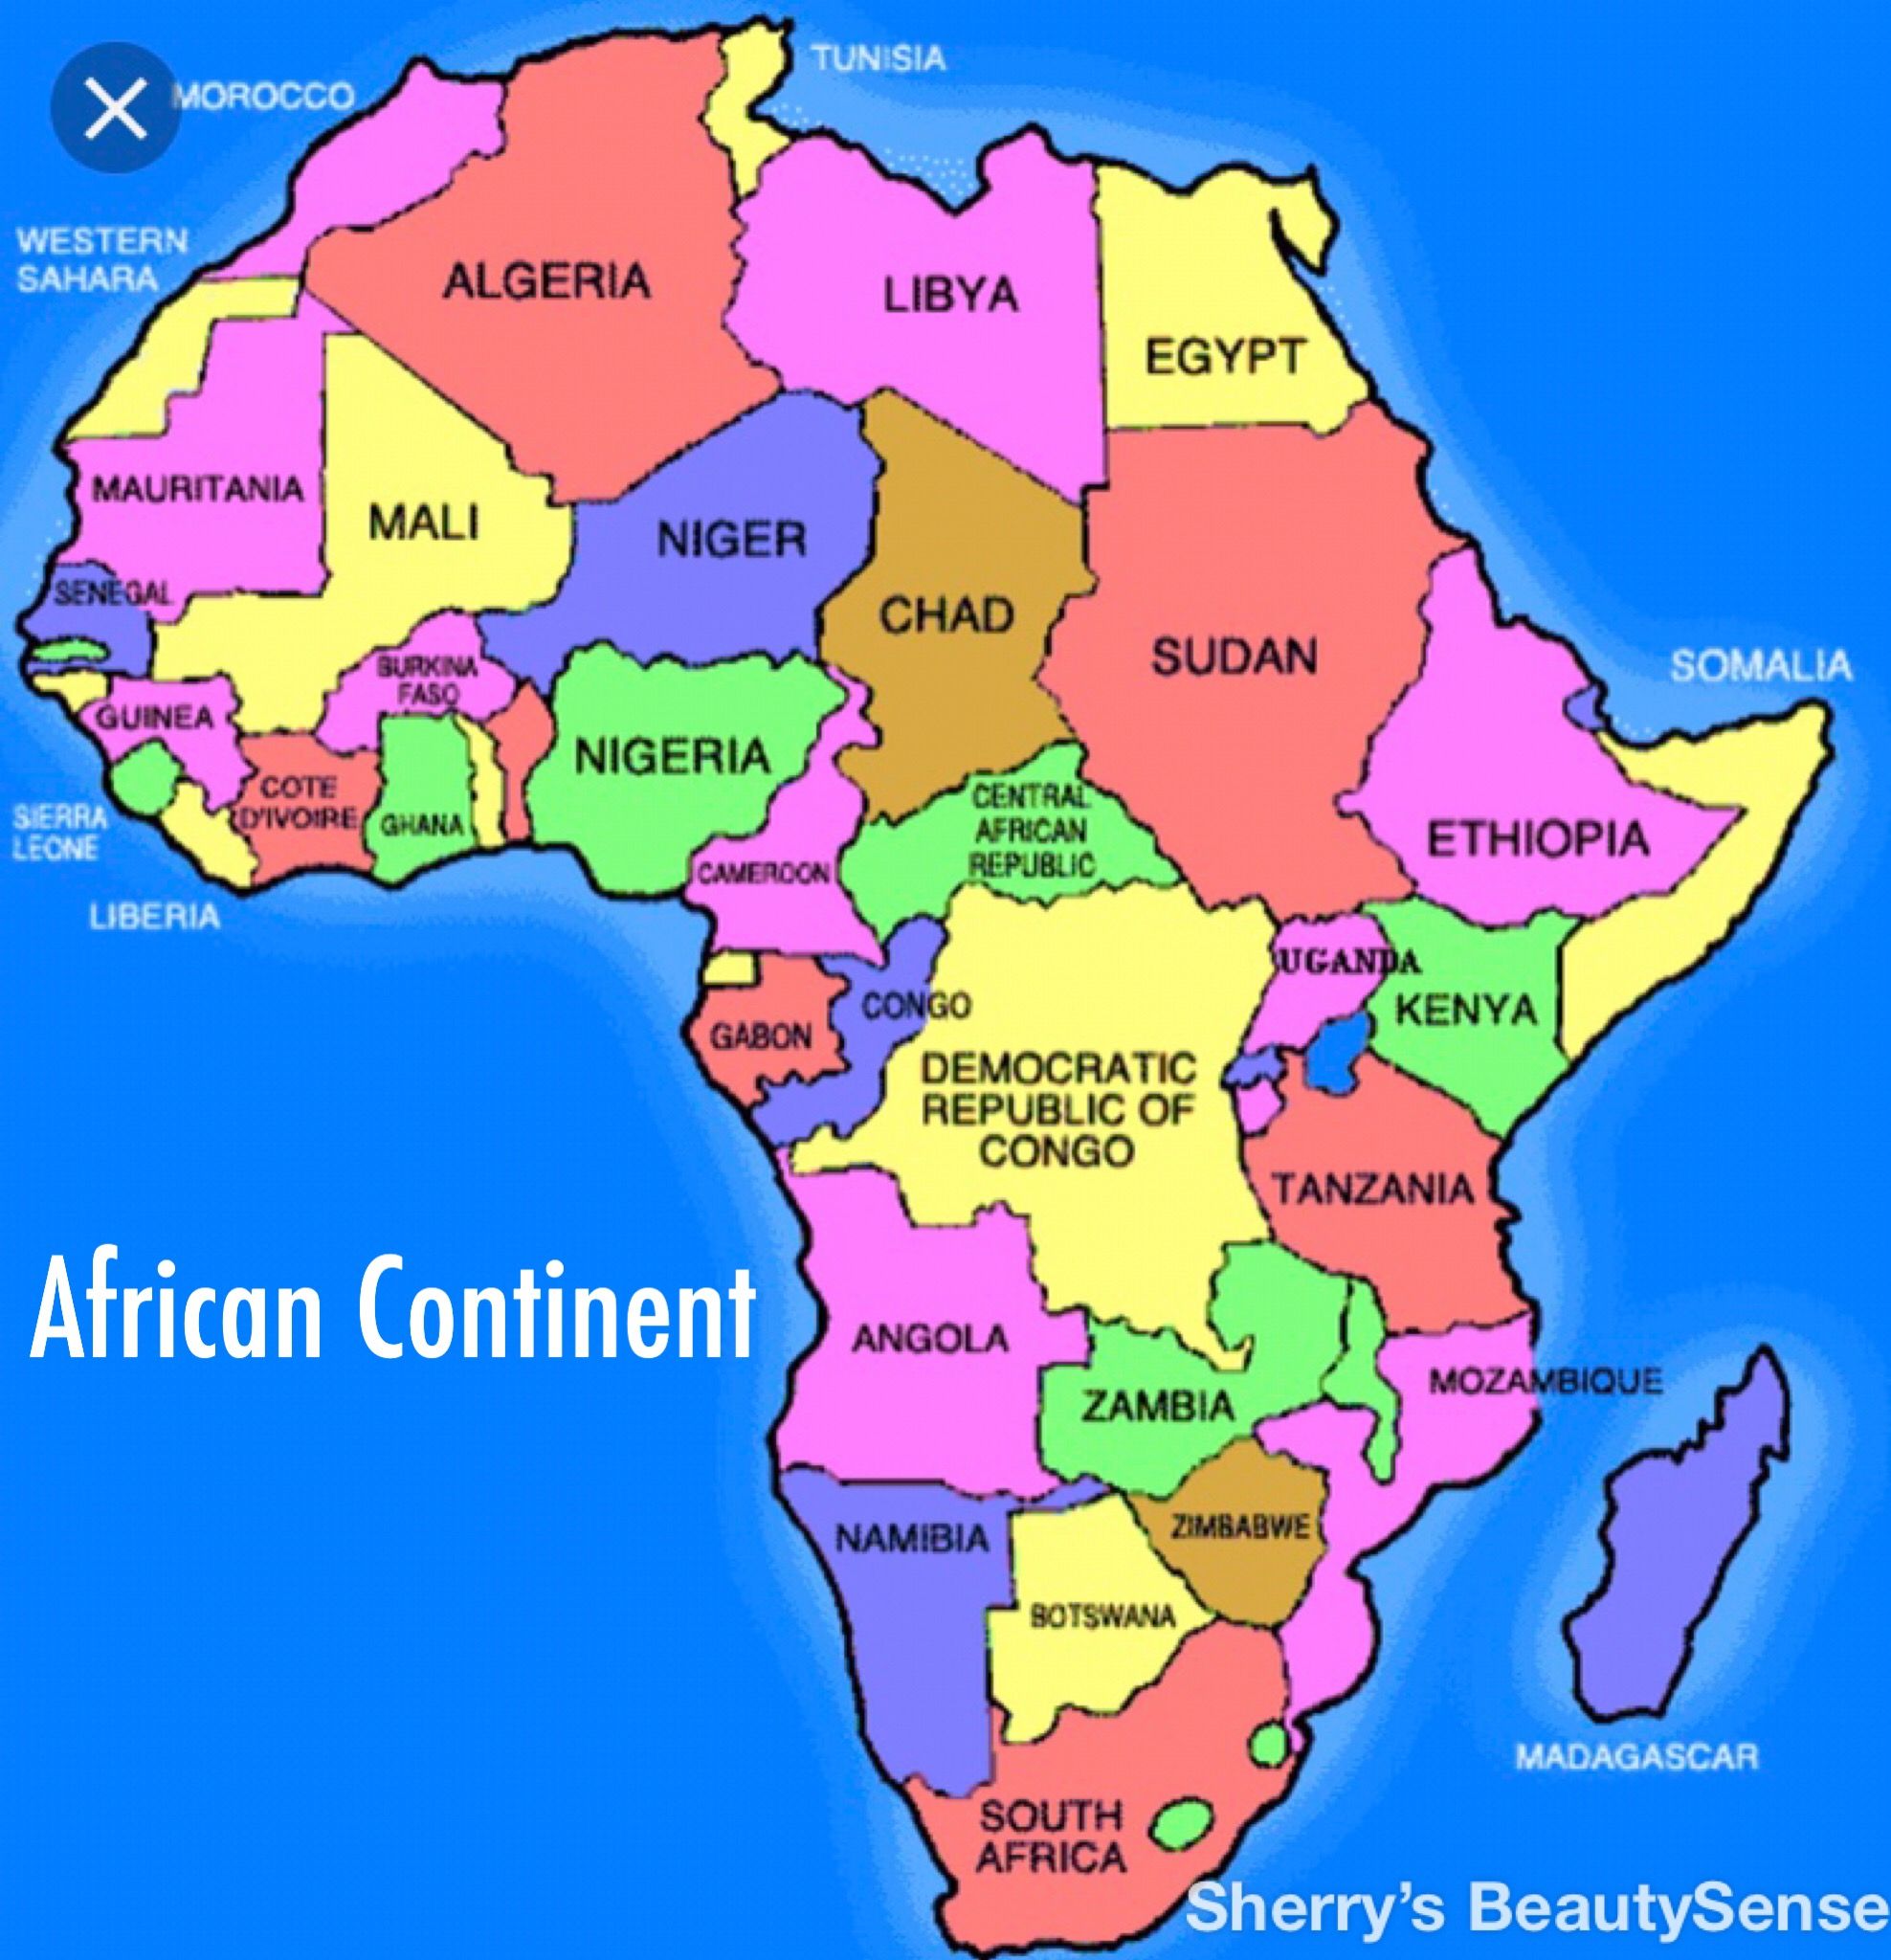 TUNISIA
MOROCCO
WESTERN
SAHARA
ALGERIA
LIBYA
EGYPT
MAURITANIA
MALI
NIGER
CHAD
SUDAN
SENEGAL
BURKINA
FASO
SOMALIA
GUINEA
NIGERIA
COTE
D'IVOIRE
GHANA
CENTRAL
AFRICAN
REPUBLIC
SIERRA
LEONE
ETHIOPIA
CAMEROON
LIBERIA
UGANDA
KENYA
CONGO
GABON
DEMOCRATIC
REPUBLIC OF
CONGO
TANZANIA
African Continent
ANGOLA
ZAMBIA
MOZAMBIQUE
NAMIBIA
ZIMBABWE
BOTSWANA
MADAGASCAR
SOUTH
AFRICA
Sherry's BeautySense